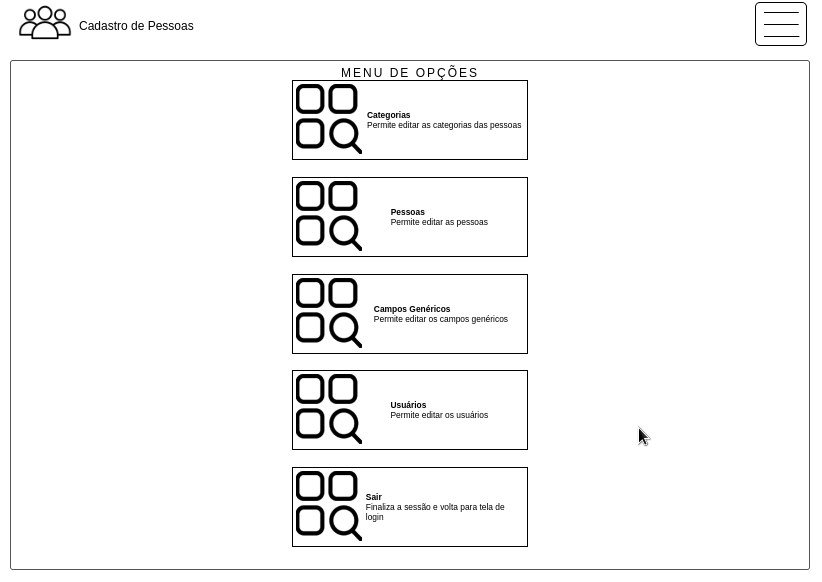 Cadastro de Pessoas
MENU DE OPÇÕES
Categorias
Permite editar as categorias das pessoas
Pessoas
Permite editar as pessoas
Campos Genéricos
Permite editar os campos genéricos
Usuários
Permite editar os usuários
Sair
Finaliza a sessão e volta para tela de
login